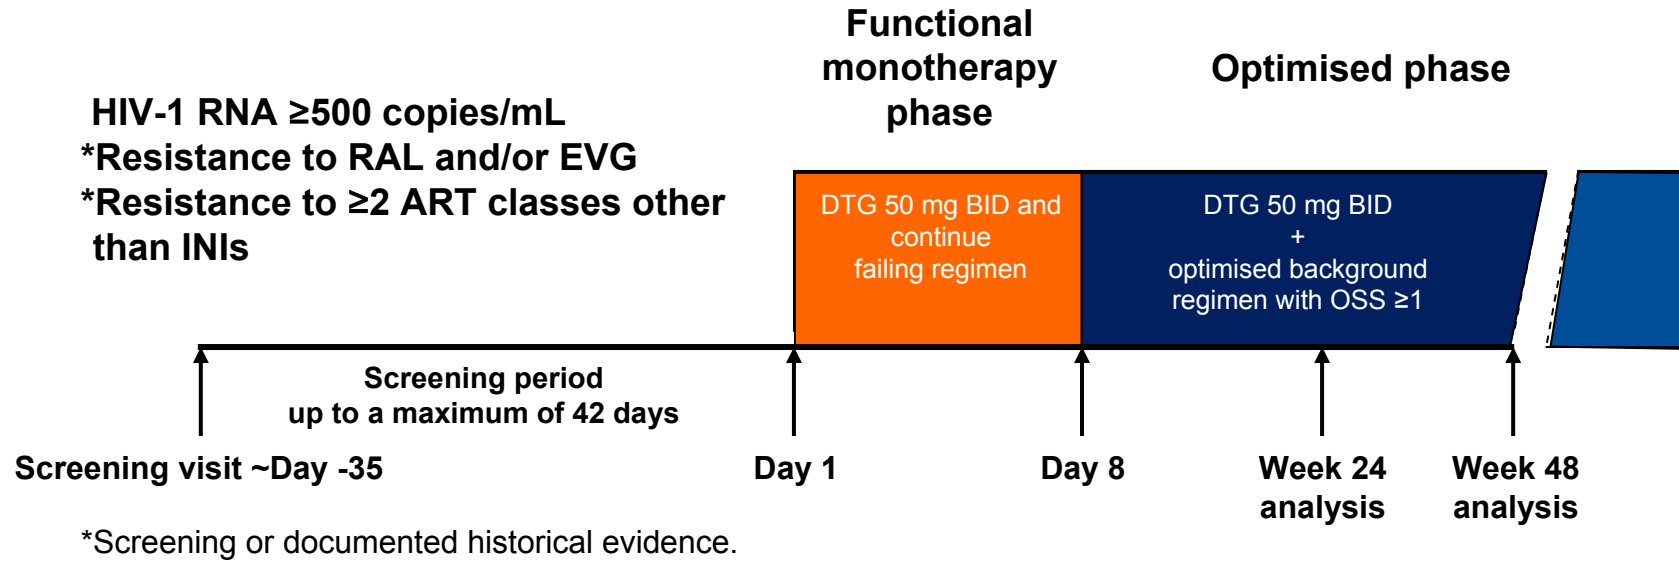 Functional
monotherapy
phase
Optimised phase
HIV-1 RNA ≥500 copies/mL
*Resistance to RAL and/or EVG
*Resistance to ≥2 ART classes other
than INIs
DTG 50 mg BID and
continue
failing regimen
DTG 50 mg BID
+
optimised background
regimen with OSS ≥1
Screening period
up to a maximum of 42 days
Screening visit ~Day -35
Day 1
Day 8
Week 24
analysis
Week 48
analysis
*Screening or documented historical evidence.